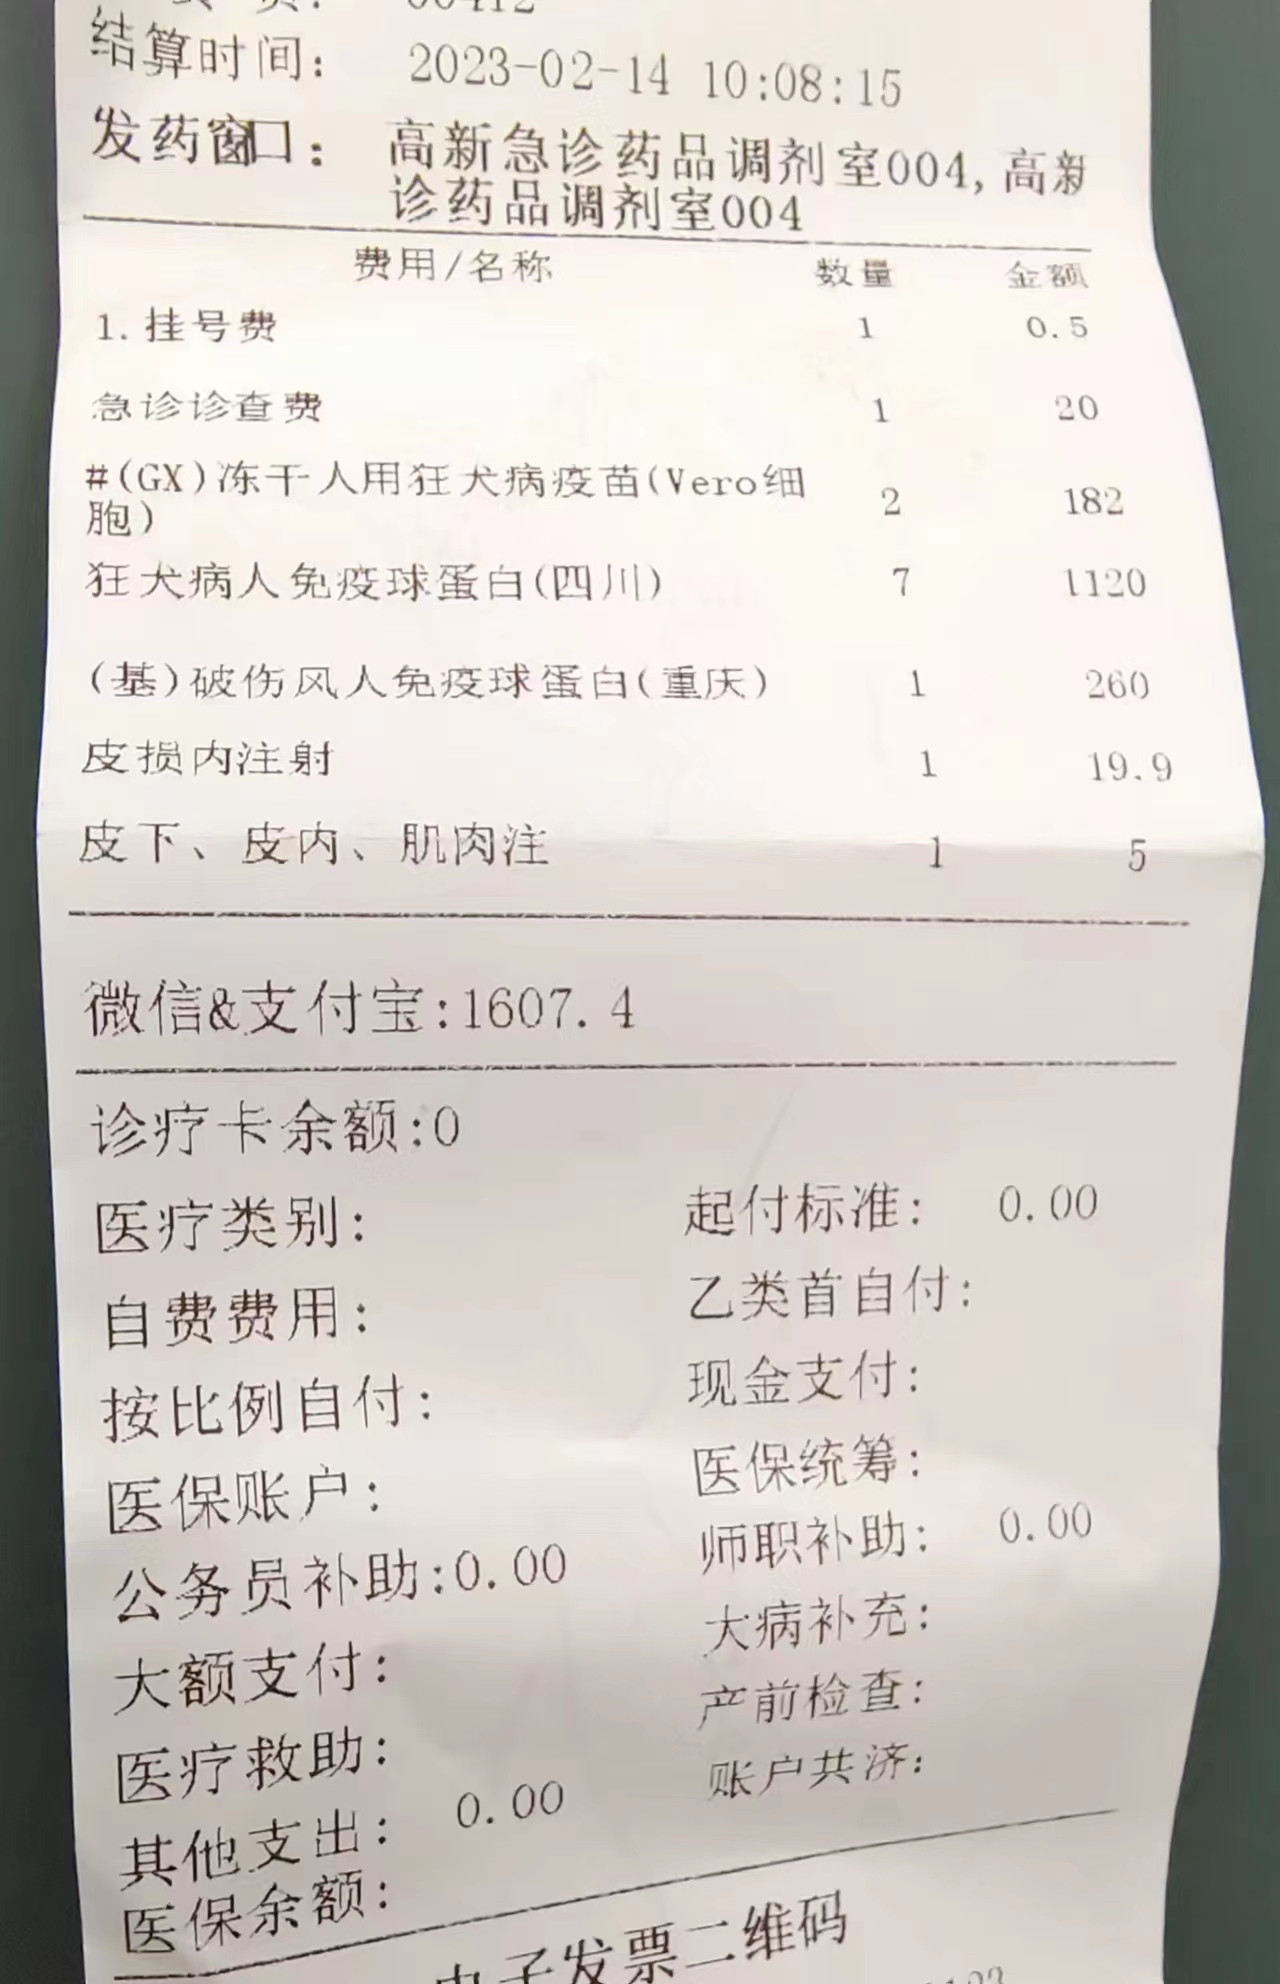 员: 00412
结算时间: 2023-02-14 10:08:15
发药窗口: 高新急诊药品调剂室004,高新
诊药品调剂室004
费用/名称 数量 金额
1.挂号费 1 0.5
急诊诊查费 1 20
#(GX)冻干人用狂犬病疫苗(Vero细 2 182
胞)
狂犬病人免疫球蛋白(四川) 7 1120
(基)破伤风人免疫球蛋白(重庆) 1 260
皮损内注射 1 19.9
皮下、皮内、肌肉注 1 5
微信&支付宝:1607.4
诊疗卡余额:0
医疗类别: 起付标准: 0.00
自费费用: 乙类首自付:
按比例自付: 现金支付:
医保账户: 医保统筹:
公务员补助:0.00 师职补助: 0.00
大额支付: 大病补充:
医疗救助: 产前检查:
其他支出: 0.00 账户共济:
医保余额:
电子发票二维码